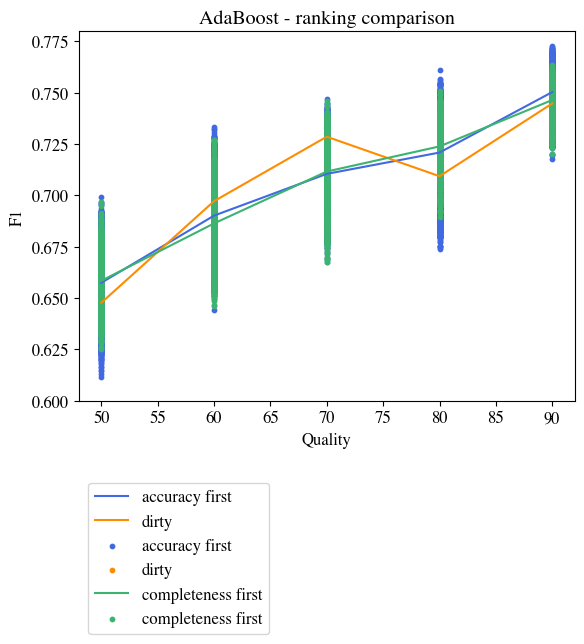 AdaBoost - ranking comparison
0.775
0.750
0.725
0.700
0.675
0.650
0.625
0.600
F1
50 55 60 65 70 75 80 85 90
Quality
accuracy first
dirty
accuracy first
dirty
completeness first
completeness first